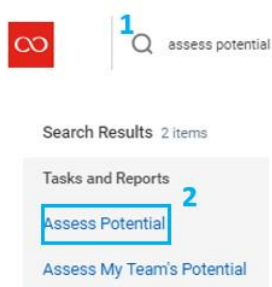 1
assess potential
Search Results 2 items
Tasks and Reports
2
Assess Potential
Assess My Team's Potential